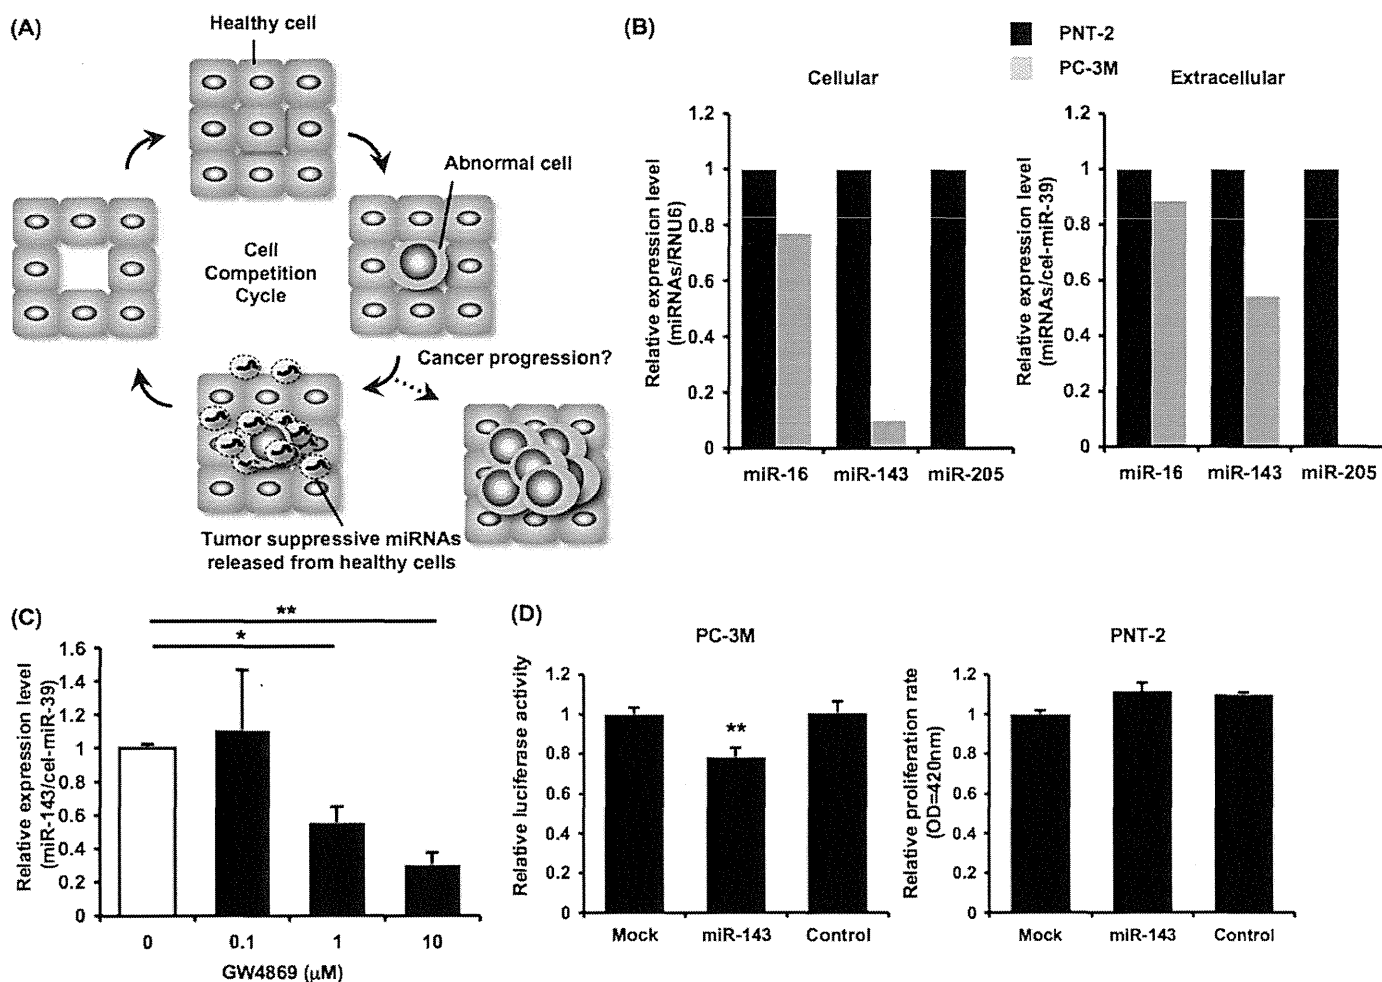 (A)
Healthy cell
Abnormal cell
Cell
Competition
Cycle
Cancer progression?
Tumor suppressive miRNAs
released from healthy cells
(B)
PNT-2
PC-3M
Cellular
Relative expression level
(miRNAs/RNU6)
1.2
1
0.8
0.6
0.4
0.2
0
miR-16
miR-143
miR-205
Extracellular
Relative expression level
(miRNAs/cel-miR-39)
1.2
1
0.8
0.6
0.4
0.2
0
miR-16
miR-143
miR-205
(C)
**
*
Relative expression level
(miR-143/cel-miR-39)
1.6
1.4
1.2
1
0.8
0.6
0.4
0.2
0
0
0.1
1
10
GW4869 (μM)
(D)
PC-3M
Relative luciferase activity
1.2
1
0.8
0.6
0.4
0.2
0
**
Mock
miR-143
Control
PNT-2
Relative proliferation rate
(OD=420nm)
1.2
1
0.8
0.6
0.4
0.2
0
Mock
miR-143
Control